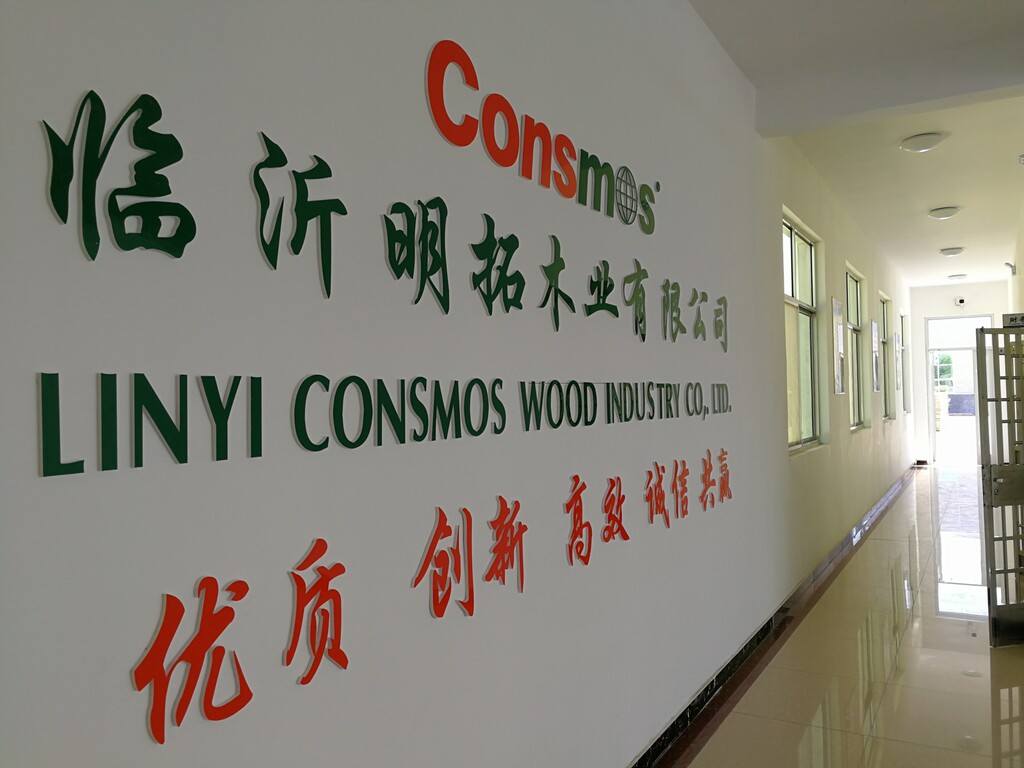 Consmos
临沂明拓木业有限公司
LINYI CONSMOS WOOD INDUSTRY CO,. LTD.
优质 创新 高效 诚信 共赢